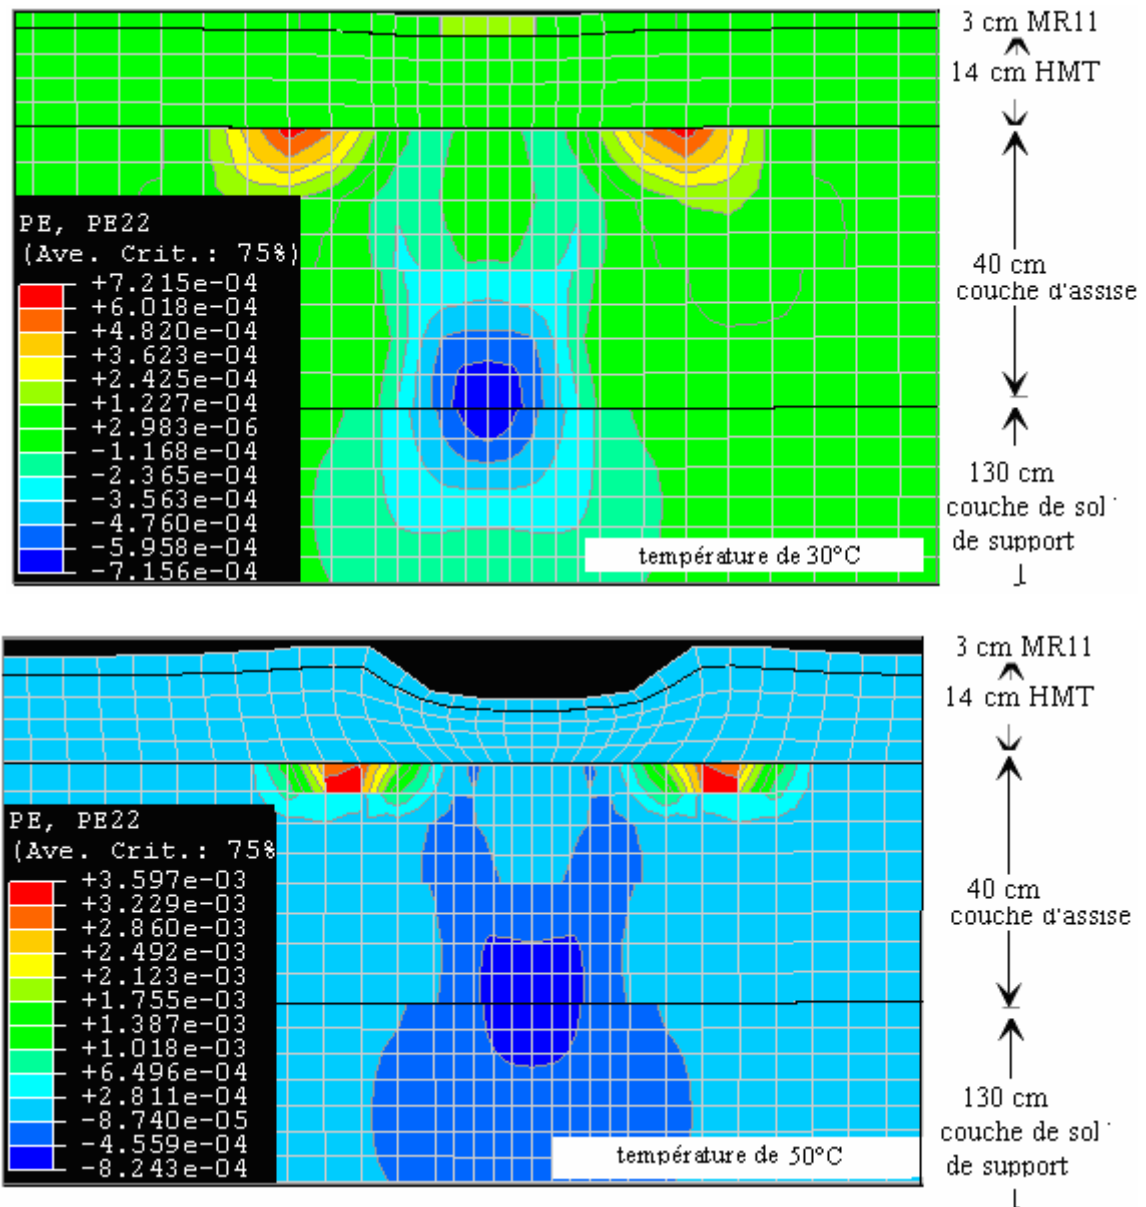 3 cm MR11
14 cm HMT
PE, PE22
(Ave. Crit.: 75%)
+7.215e-04
+6.018e-04
+4.820e-04
+3.623e-04
+2.425e-04
+1.227e-04
+2.983e-06
-1.168e-04
-2.365e-04
-3.563e-04
-4.760e-04
-5.958e-04
-7.156e-04
40 cm
couche d'assise
130 cm
couche de sol
de support
température de 30°C
3 cm MR11
14 cm HMT
PE, PE22
(Ave. Crit.: 75%
+3.597e-03
+3.229e-03
+2.860e-03
+2.492e-03
+2.123e-03
+1.755e-03
+1.387e-03
+1.018e-03
+6.496e-04
+2.811e-04
-8.740e-05
-4.559e-04
-8.243e-04
40 cm
couche d'assise
130 cm
couche de sol
de support
température de 50°C